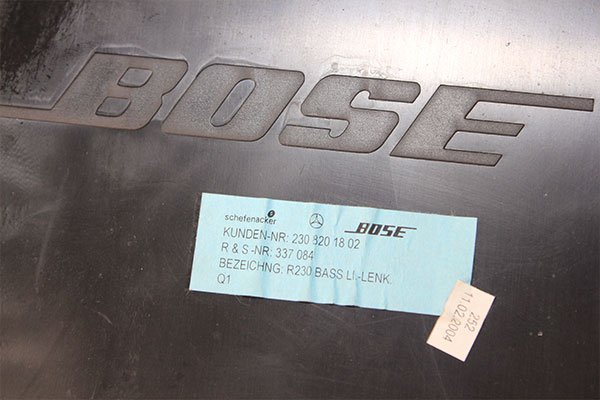 BOSE
schefenacker BOSE
KUNDEN-NR: 230 820 18 02
R & S -NR: 337 084
BEZEICHNG: R230 BASS LI.-LENK.
Q1
252
11.02.2004